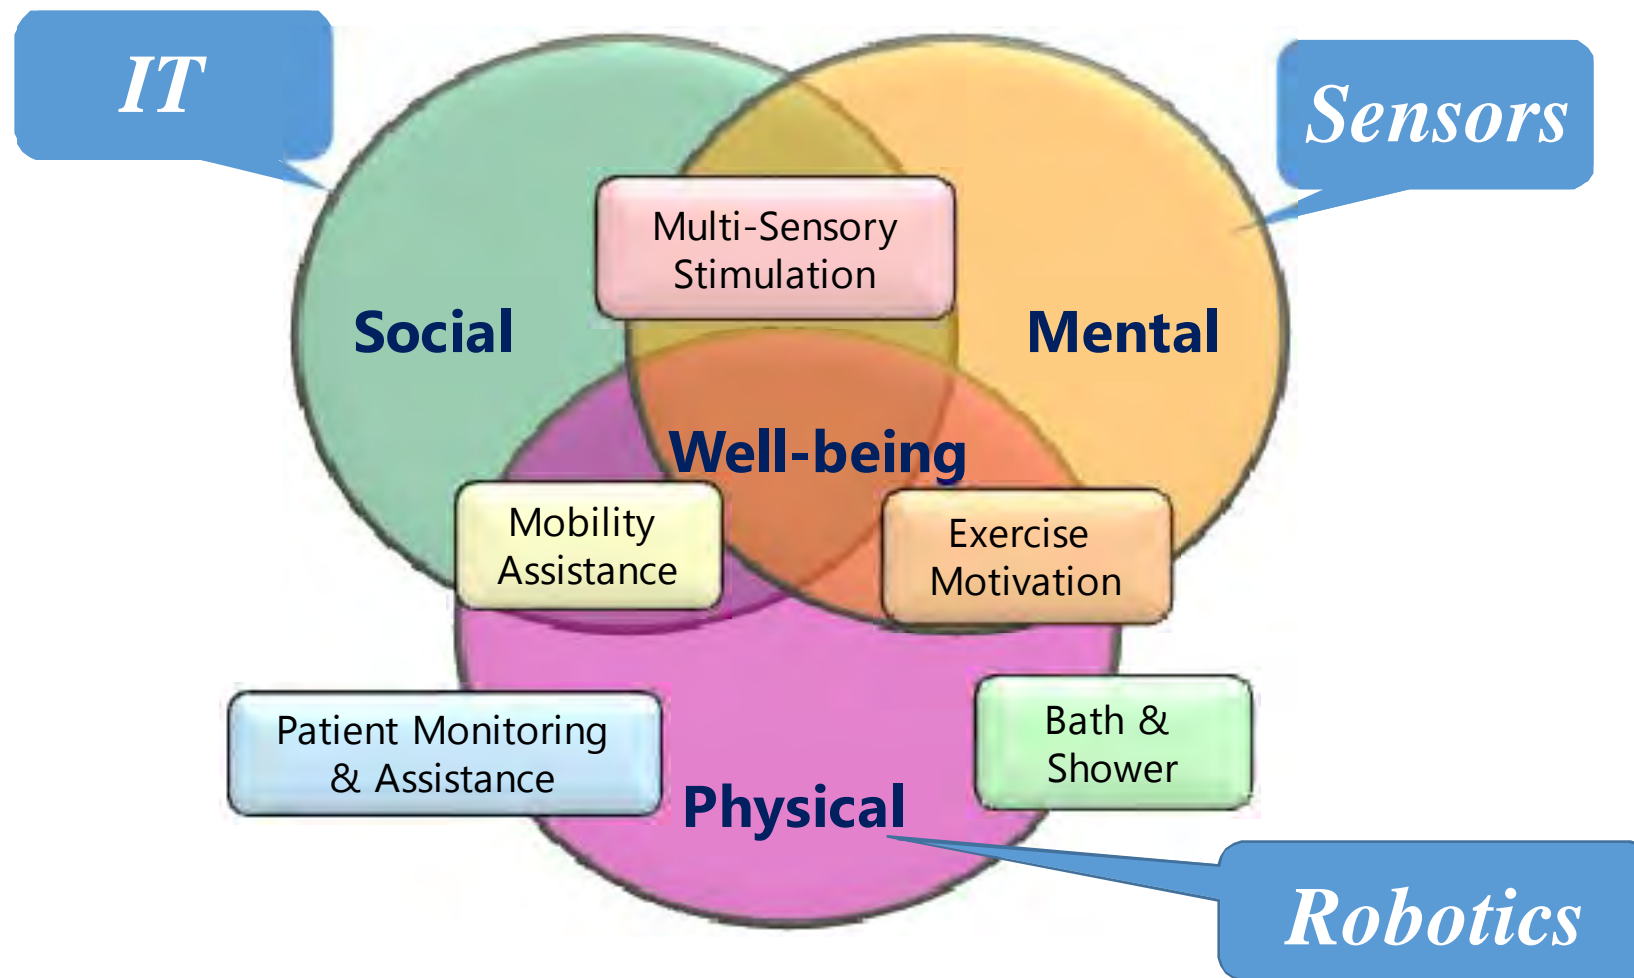 IT
Sensors
Multi-Sensory
Stimulation
Social
Mental
Well-being
Mobility
Assistance
Exercise
Motivation
Patient Monitoring
& Assistance
Bath &
Shower
Physical
Robotics